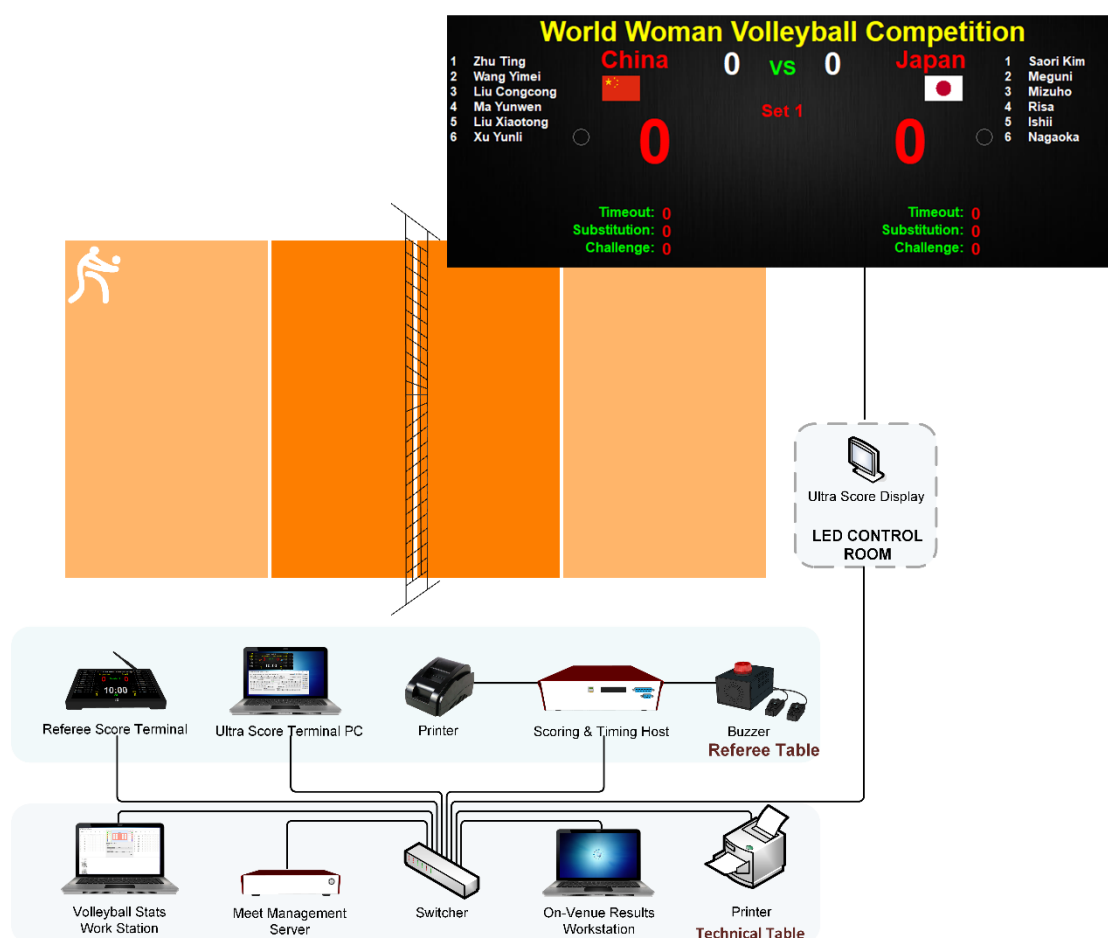 World Woman Volleyball Competition
1 Zhu Ting
2 Wang Yimei
3 Liu Congcong
4 Ma Yunwen
5 Liu Xiaotong
6 Xu Yunli
China
0 VS 0
Japan
1 Saori Kim
2 Meguni
3 Mizuho
4 Risa
5 Ishii
6 Nagaoka
Set 1
0
0
Timeout: 0
Substitution: 0
Challenge: 0
Timeout: 0
Substitution: 0
Challenge: 0
Ultra Score Display
LED CONTROL
ROOM
10:00
Referee Score Terminal
Ultra Score Terminal PC
Printer
Scoring & Timing Host
Buzzer
Referee Table
Volleyball Stats
Work Station
Meet Management
Server
Switcher
On-Venue Results
Workstation
Printer
Technical Table